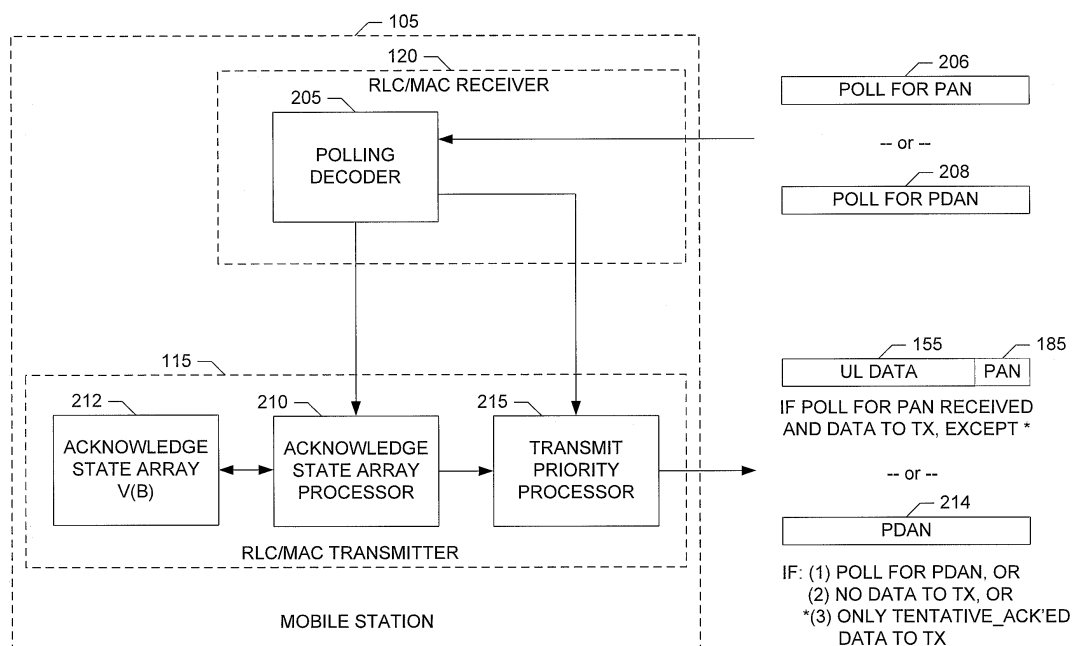 105
120
RLC/MAC RECEIVER
205
POLLING
DECODER
206
POLL FOR PAN
-- or --
208
POLL FOR PDAN
115
212
ACKNOWLEDGE
STATE ARRAY
V(B)
210
ACKNOWLEDGE
STATE ARRAY
PROCESSOR
215
TRANSMIT
PRIORITY
PROCESSOR
RLC/MAC TRANSMITTER
MOBILE STATION
155
185
UL DATA
PAN
IF POLL FOR PAN RECEIVED
AND DATA TO TX, EXCEPT *
-- or --
214
PDAN
IF: (1) POLL FOR PDAN, OR
(2) NO DATA TO TX, OR
*(3) ONLY TENTATIVE_ACK'ED
DATA TO TX